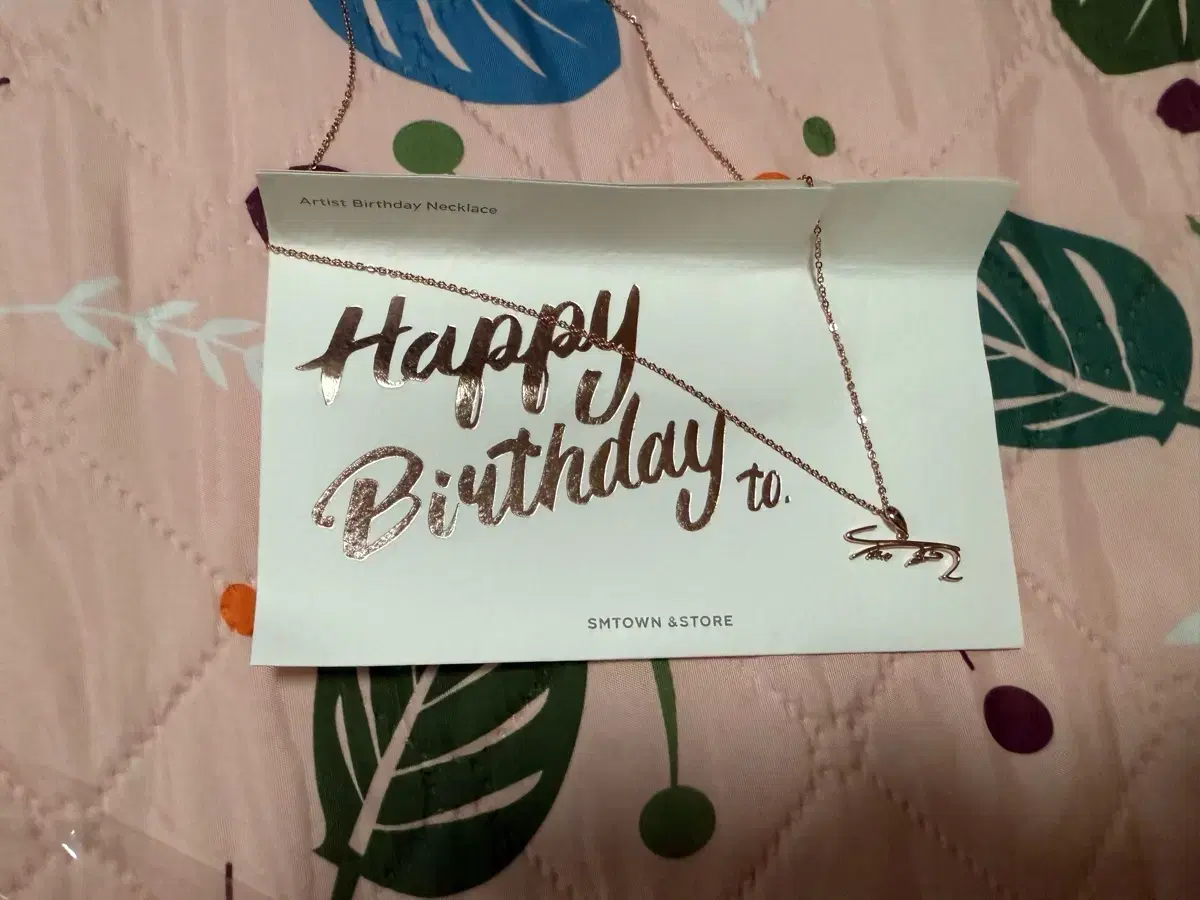 Artist Birthday Necklace
Happy
Birthday to.
SMTOWN &STORE